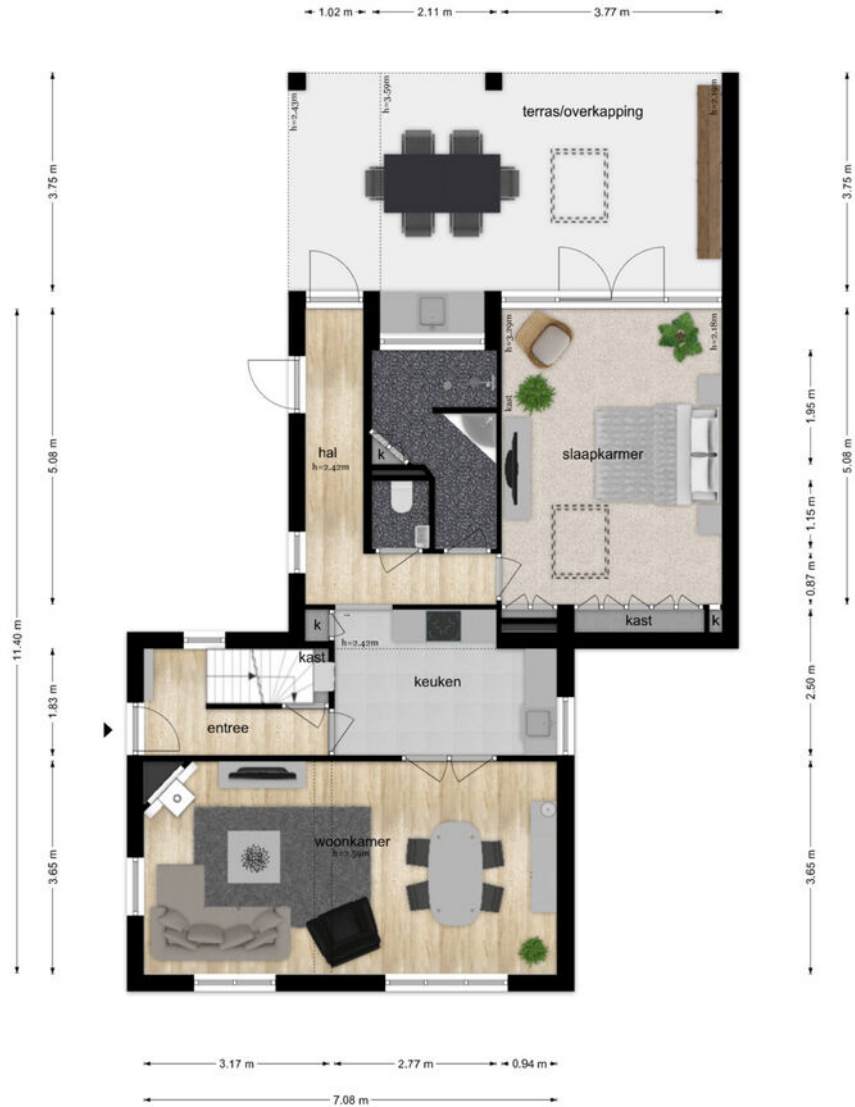 1.02 m
2.11 m
3.77 m
3.75 m
h=2.43m
h=3.59m
terras/overkapping
h=2.19m
3.75 m
11.40 m
5.08 m
h=3.29m
h=2.18m
kast
hal
h=2.42m
k
slaapkarmer
1.95 m
1.15 m
0.87 m
5.08 m
k
kast
k
h=2.42m
kast
keuken
entree
1.83 m
2.50 m
woonkamer
h=2.59m
3.65 m
3.65 m
3.17 m
2.77 m
0.94 m
7.08 m